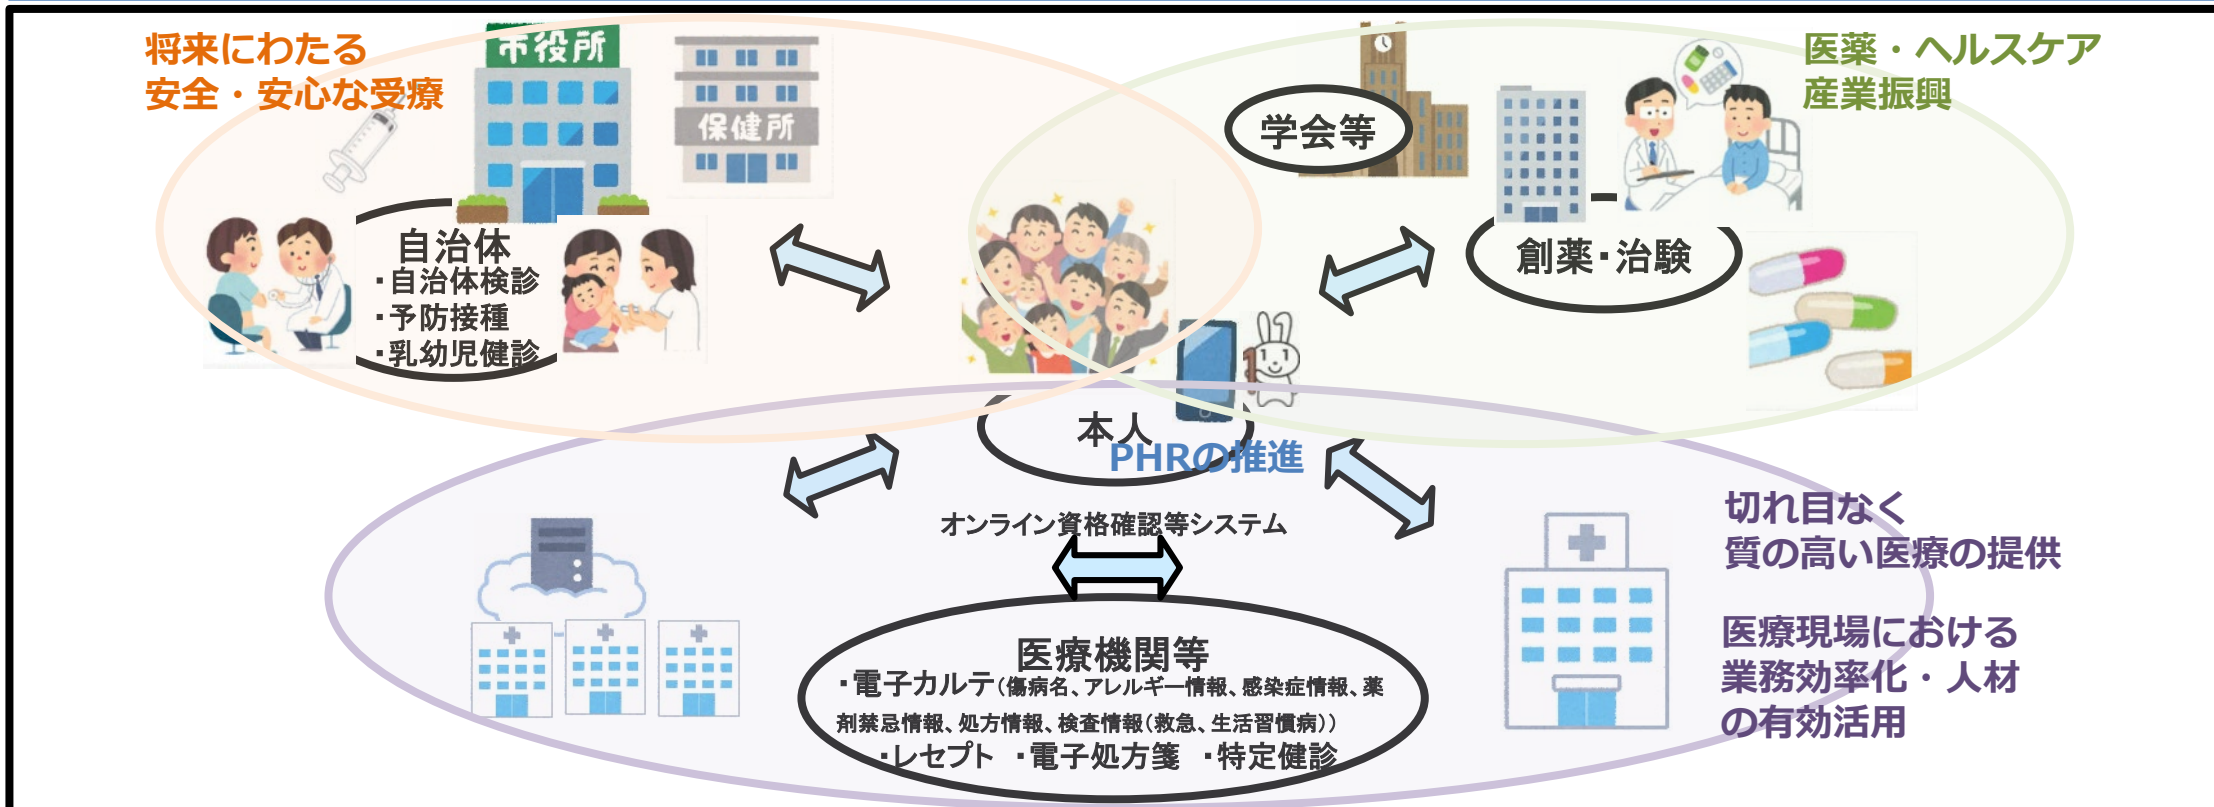 将来にわたる
安全・安心な受療
市役所
保健所
自治体
・自治体検診
・予防接種
・乳幼児健診
学会等
医薬・ヘルスケア
産業振興
創薬・治験
本人
PHRの推進
オンライン資格確認等システム
医療機関等
・電子カルテ(傷病名、アレルギー情報、感染症情報、薬
剤禁忌情報、処方情報、検査情報(救急、生活習慣病))
・レセプト ・電子処方箋 ・特定健診
切れ目なく
質の高い医療の提供
医療現場における
業務効率化・人材
の有効活用